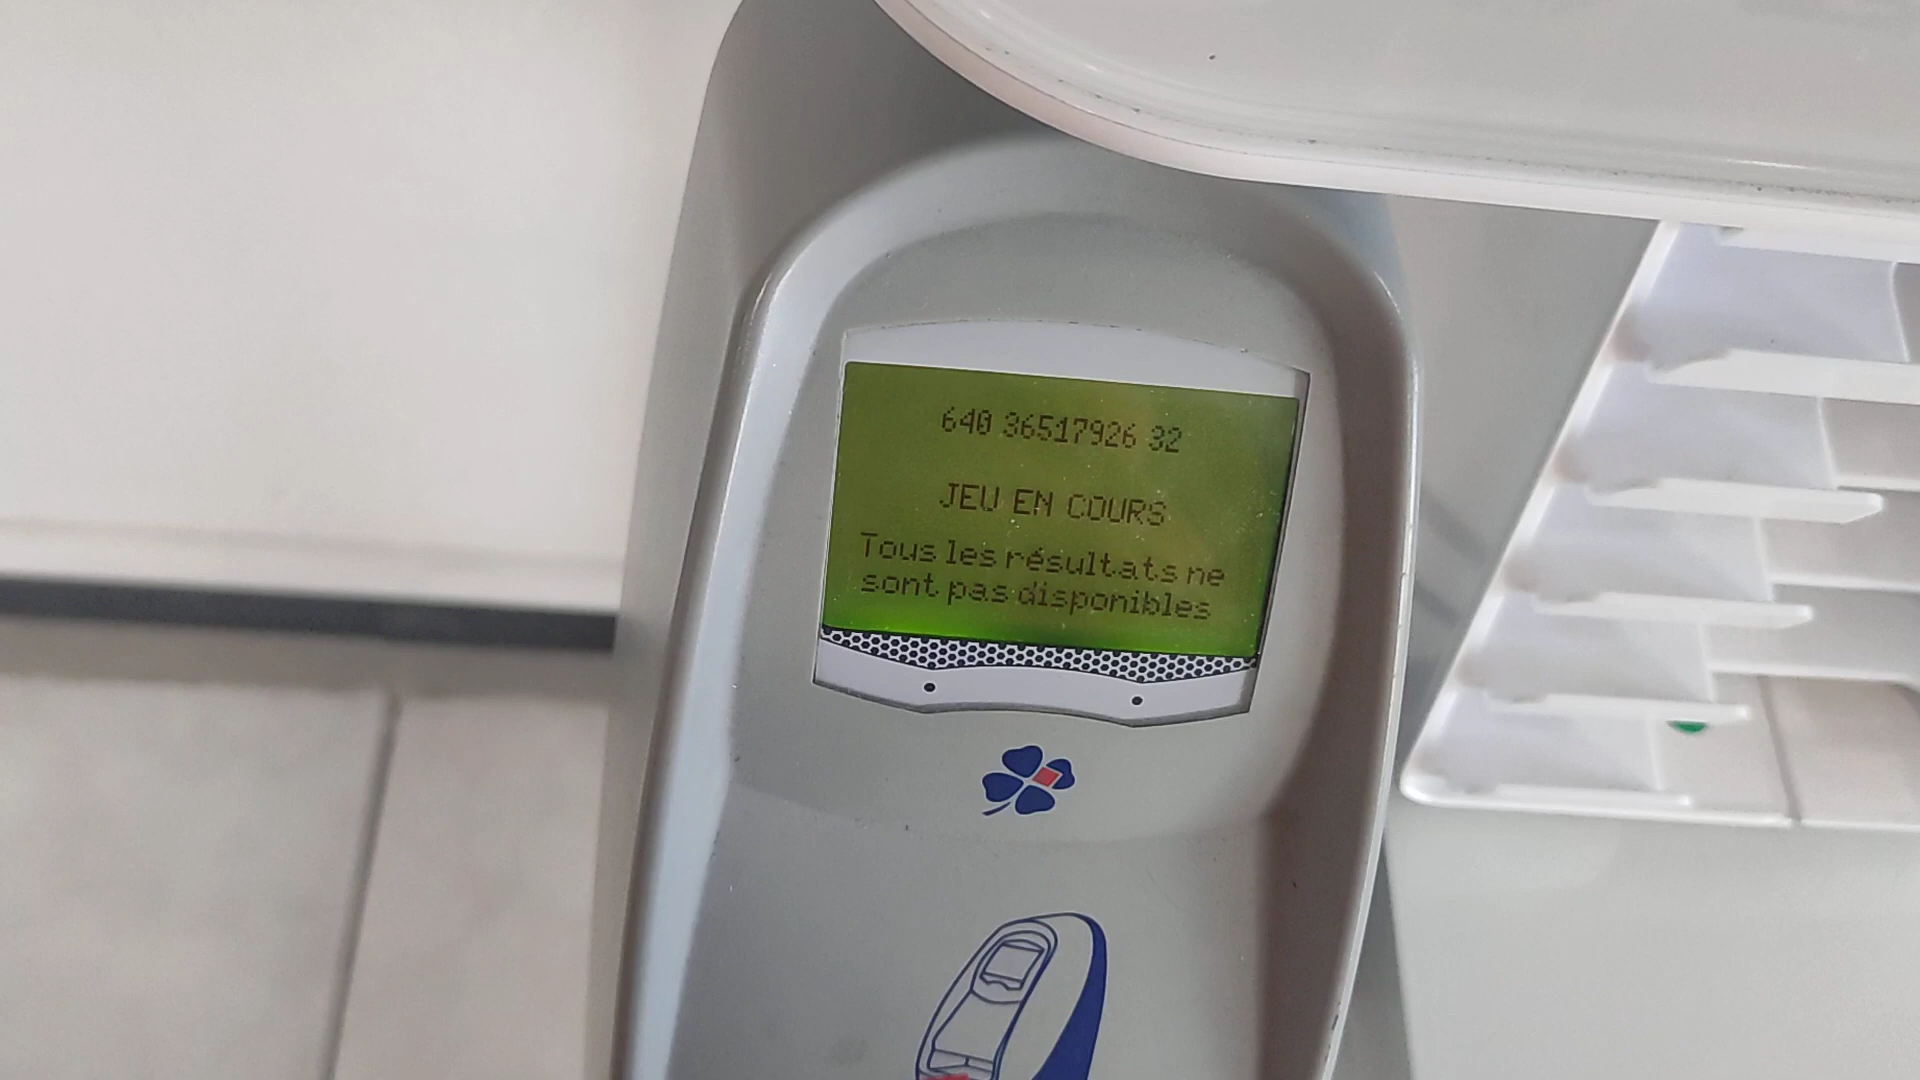 640 36517926 32
JEU EN COURS
Tous les résultats ne
sont pas disponibles